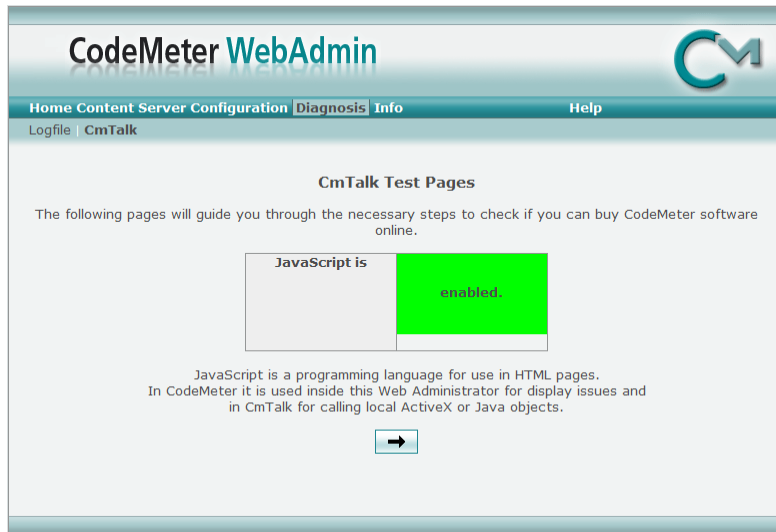 CodeMeter WebAdmin
CM
Home Content Server Configuration Diagnosis Info Help
Logfile | CmTalk
CmTalk Test Pages
The following pages will guide you through the necessary steps to check if you can buy CodeMeter software
online.
JavaScript is
enabled.
JavaScript is a programming language for use in HTML pages.
In CodeMeter it is used inside this Web Administrator for display issues and
in CmTalk for calling local ActiveX or Java objects.